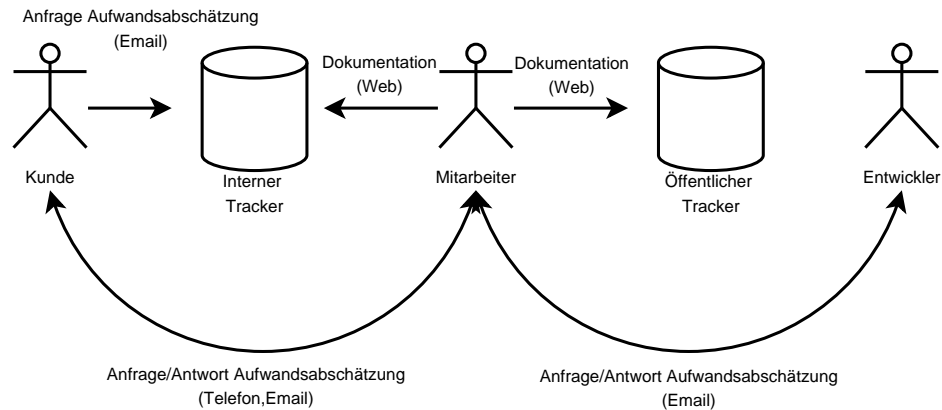 Anfrage Aufwandsabschätzung
(Email)
Dokumentation
(Web)
Dokumentation
(Web)
Kunde
Interner
Tracker
Mitarbeiter
Öffentlicher
Tracker
Entwickler
Anfrage/Antwort Aufwandsabschätzung
(Telefon,Email)
Anfrage/Antwort Aufwandsabschätzung
(Email)